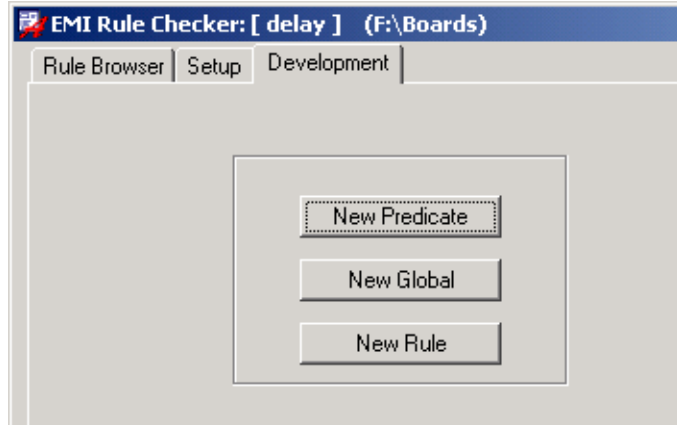 EMI Rule Checker: [ delay ] (F:\Boards)
Rule Browser Setup Development
New Predicate
New Global
New Rule